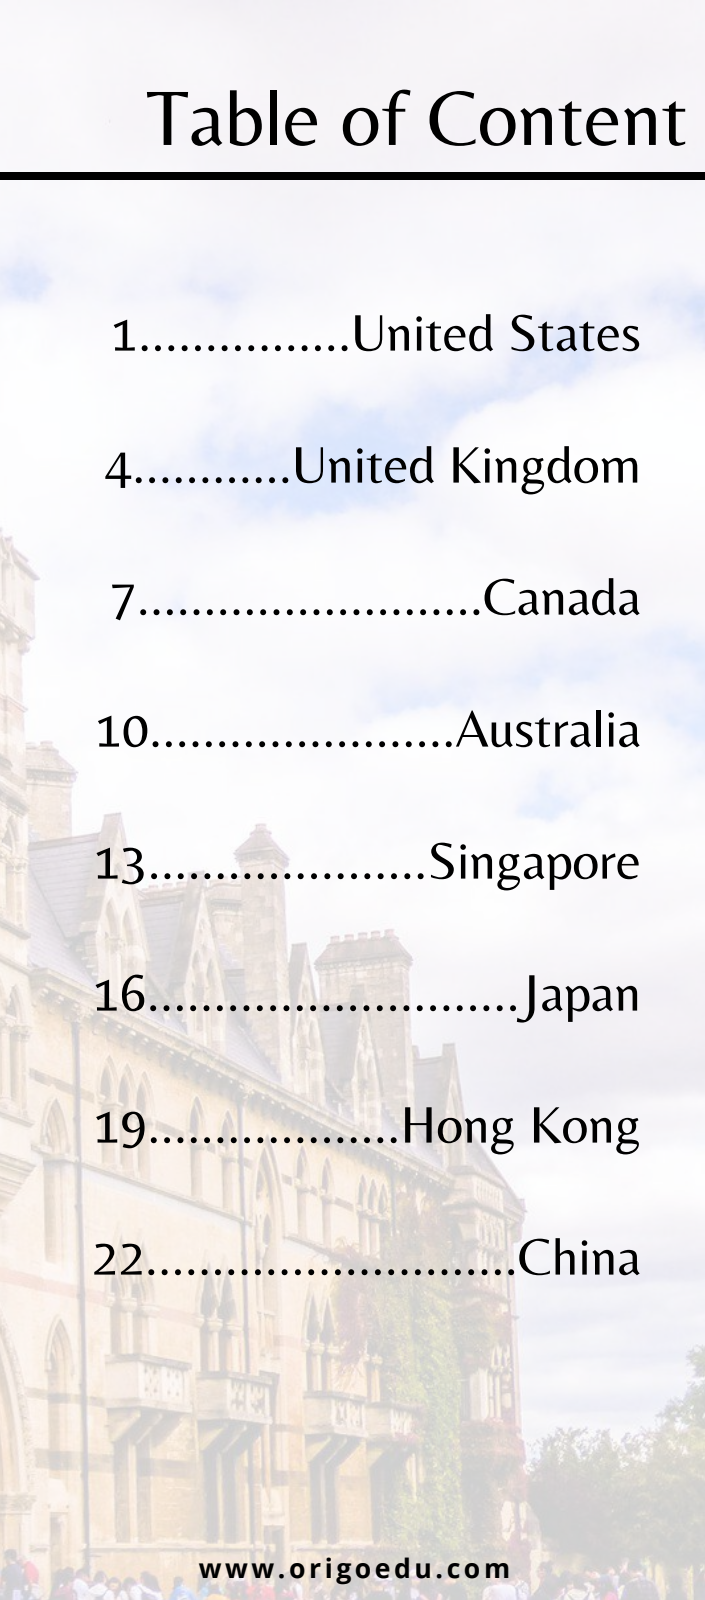 Table of Content
1................United States
4............United Kingdom
7..........................Canada
10.......................Australia
13.....................Singapore
16............................Japan
19...................Hong Kong
22............................China
www.origoedu.com